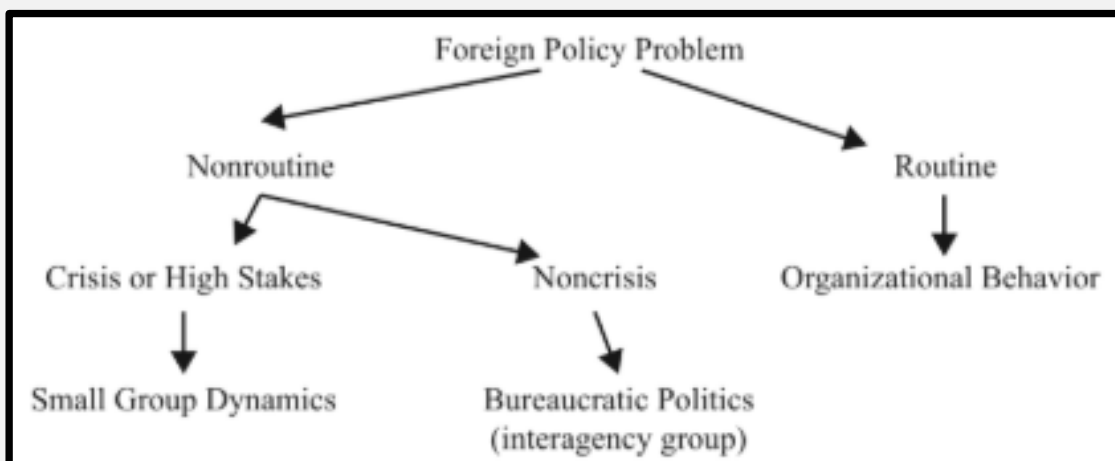 Foreign Policy Problem
Nonroutine
Routine
Crisis or High Stakes
Noncrisis
Organizational Behavior
Small Group Dynamics
Bureaucratic Politics
(interagency group)